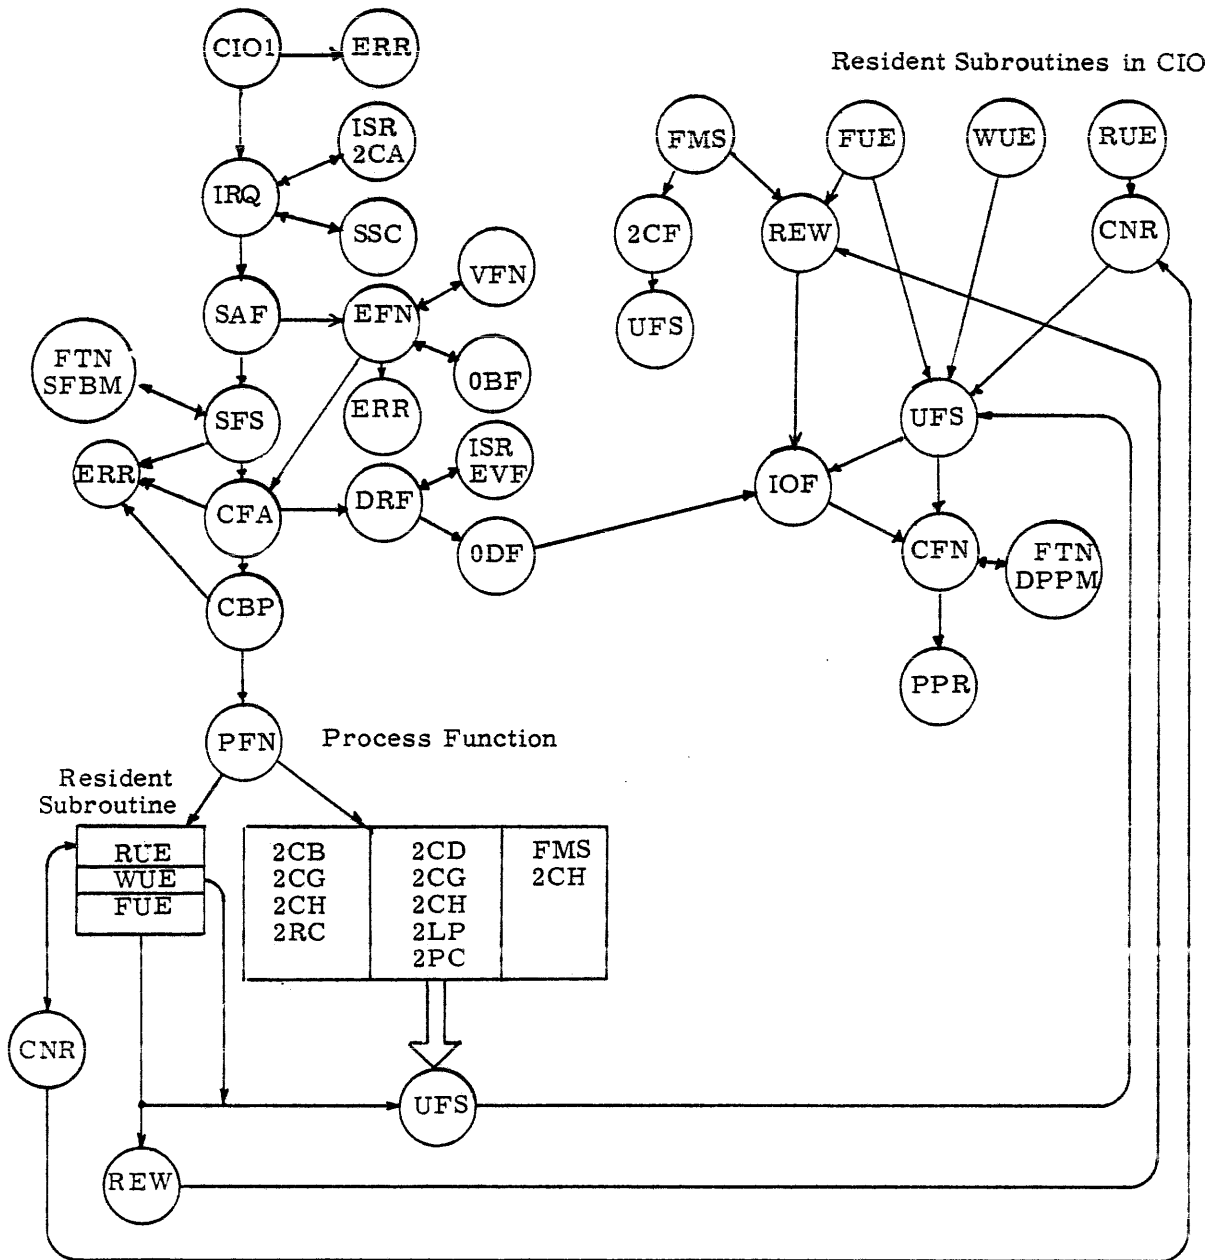 CIO1
ERR
Resident Subroutines in CIO
ISR
2CA
FMS
FUE
WUE
RUE
IRQ
SSC
2CF
REW
CNR
VFN
SAF
EFN
UFS
FTN
SFBM
0BF
SFS
ERR
UFS
ISR
EVF
ERR
IOF
CFA
DRF
0DF
CFN
FTN
DPPM
CBP
PPR
PFN
Process Function
Resident
Subroutine
RUE
WUE
FUE
2CB
2CG
2CH
2RC
2CD
2CG
2CH
2LP
2PC
FMS
2CH
CNR
UFS
REW